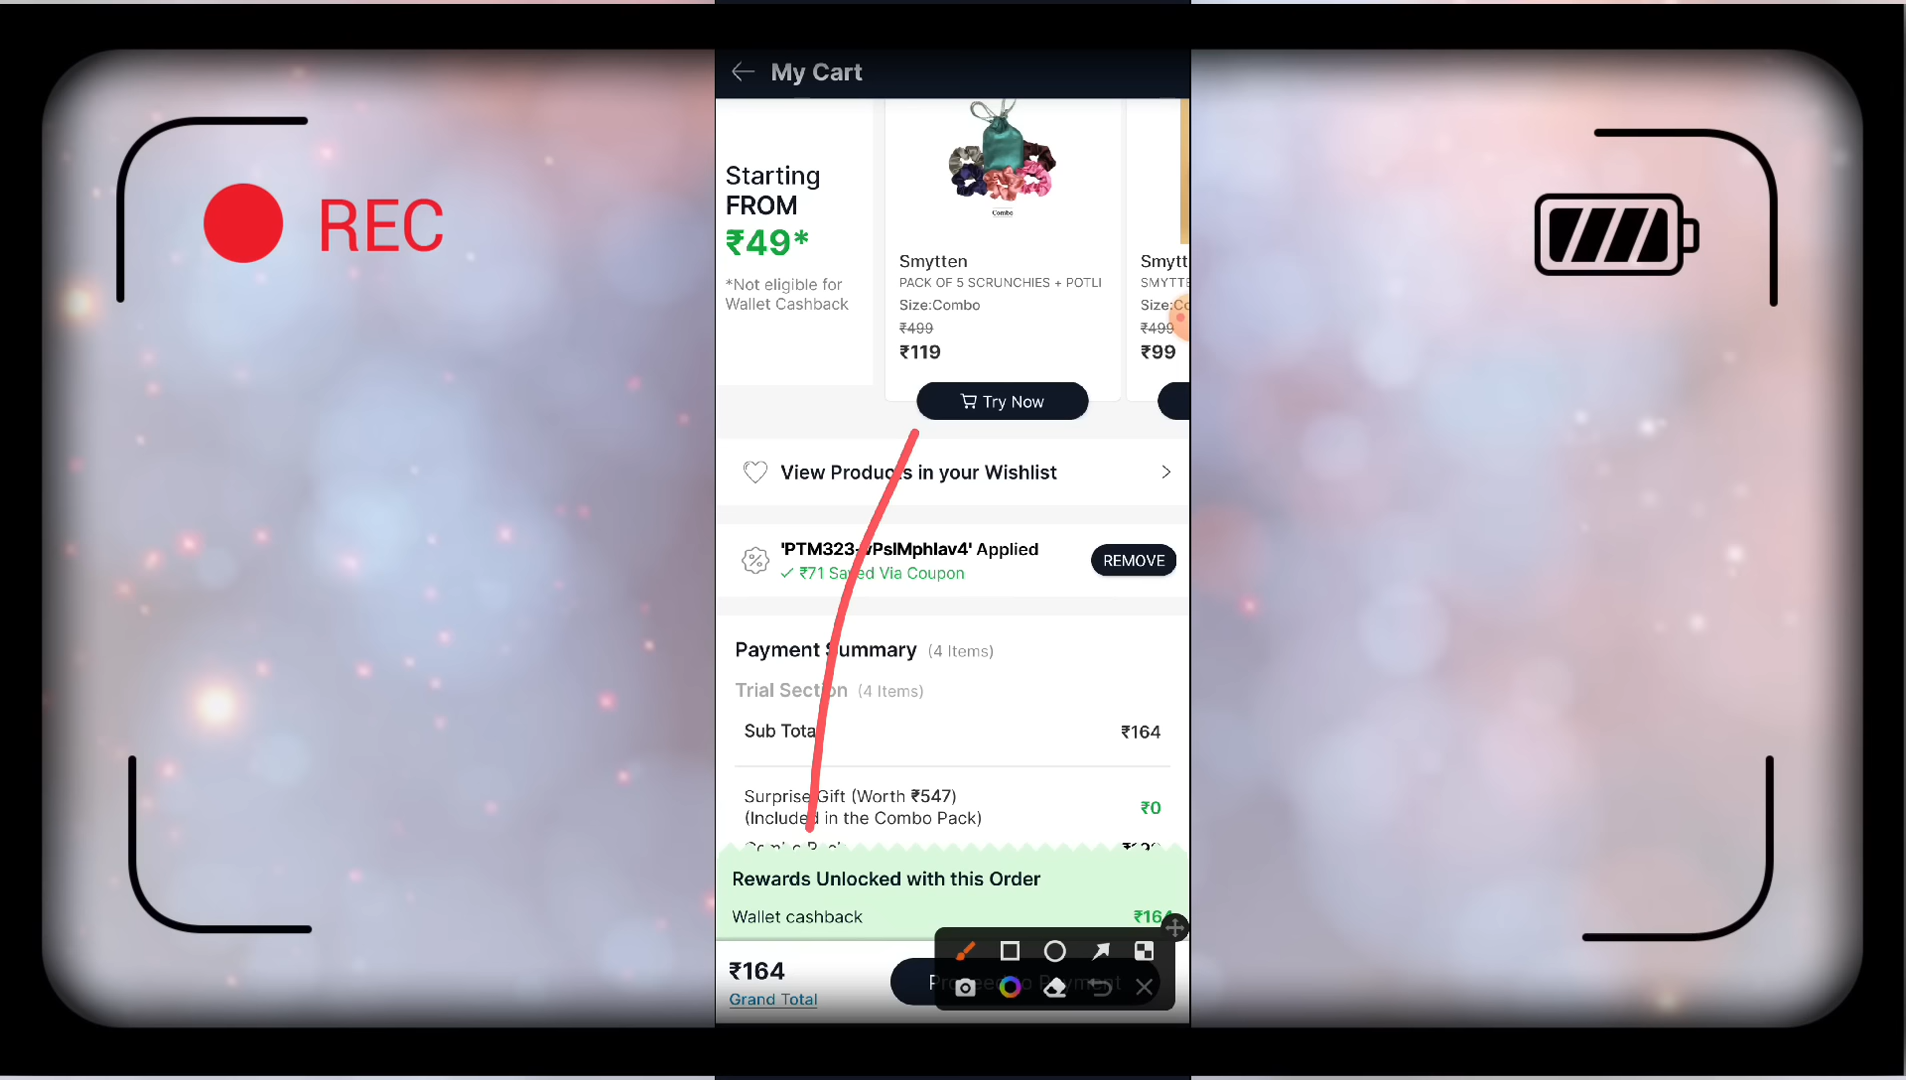 My Cart
REC
Starting
FROM
₹49*
*Not eligible for
Wallet Cashback
Combo
Smytten
PACK OF 5 SCRUNCHIES + POTLI
Size:Combo
₹499
₹119
Try Now
Smytt
SMYTTE
Size:Co
₹499
₹99
View Products in your Wishlist
Applied
REMOVE
₹71 Saved Via Coupon
Payment Summary (4 Items)
Trial Section (4 Items)
Sub Total ₹164
Surprise Gift (Worth ₹547)
(Included in the Combo Pack)
₹0
Rewards Unlocked with this Order
Wallet cashback ₹164
₹164
Grand Total
Proceed to Payment